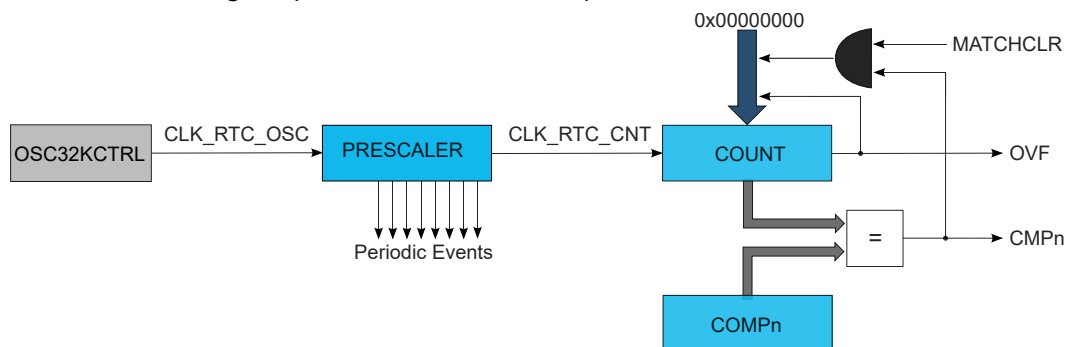 0x00000000
MATCHCLR
OSC32KCTRL
CLK_RTC_OSC
PRESCALER
CLK_RTC_CNT
COUNT
OVF
Periodic Events
=
CMPn
COMPn